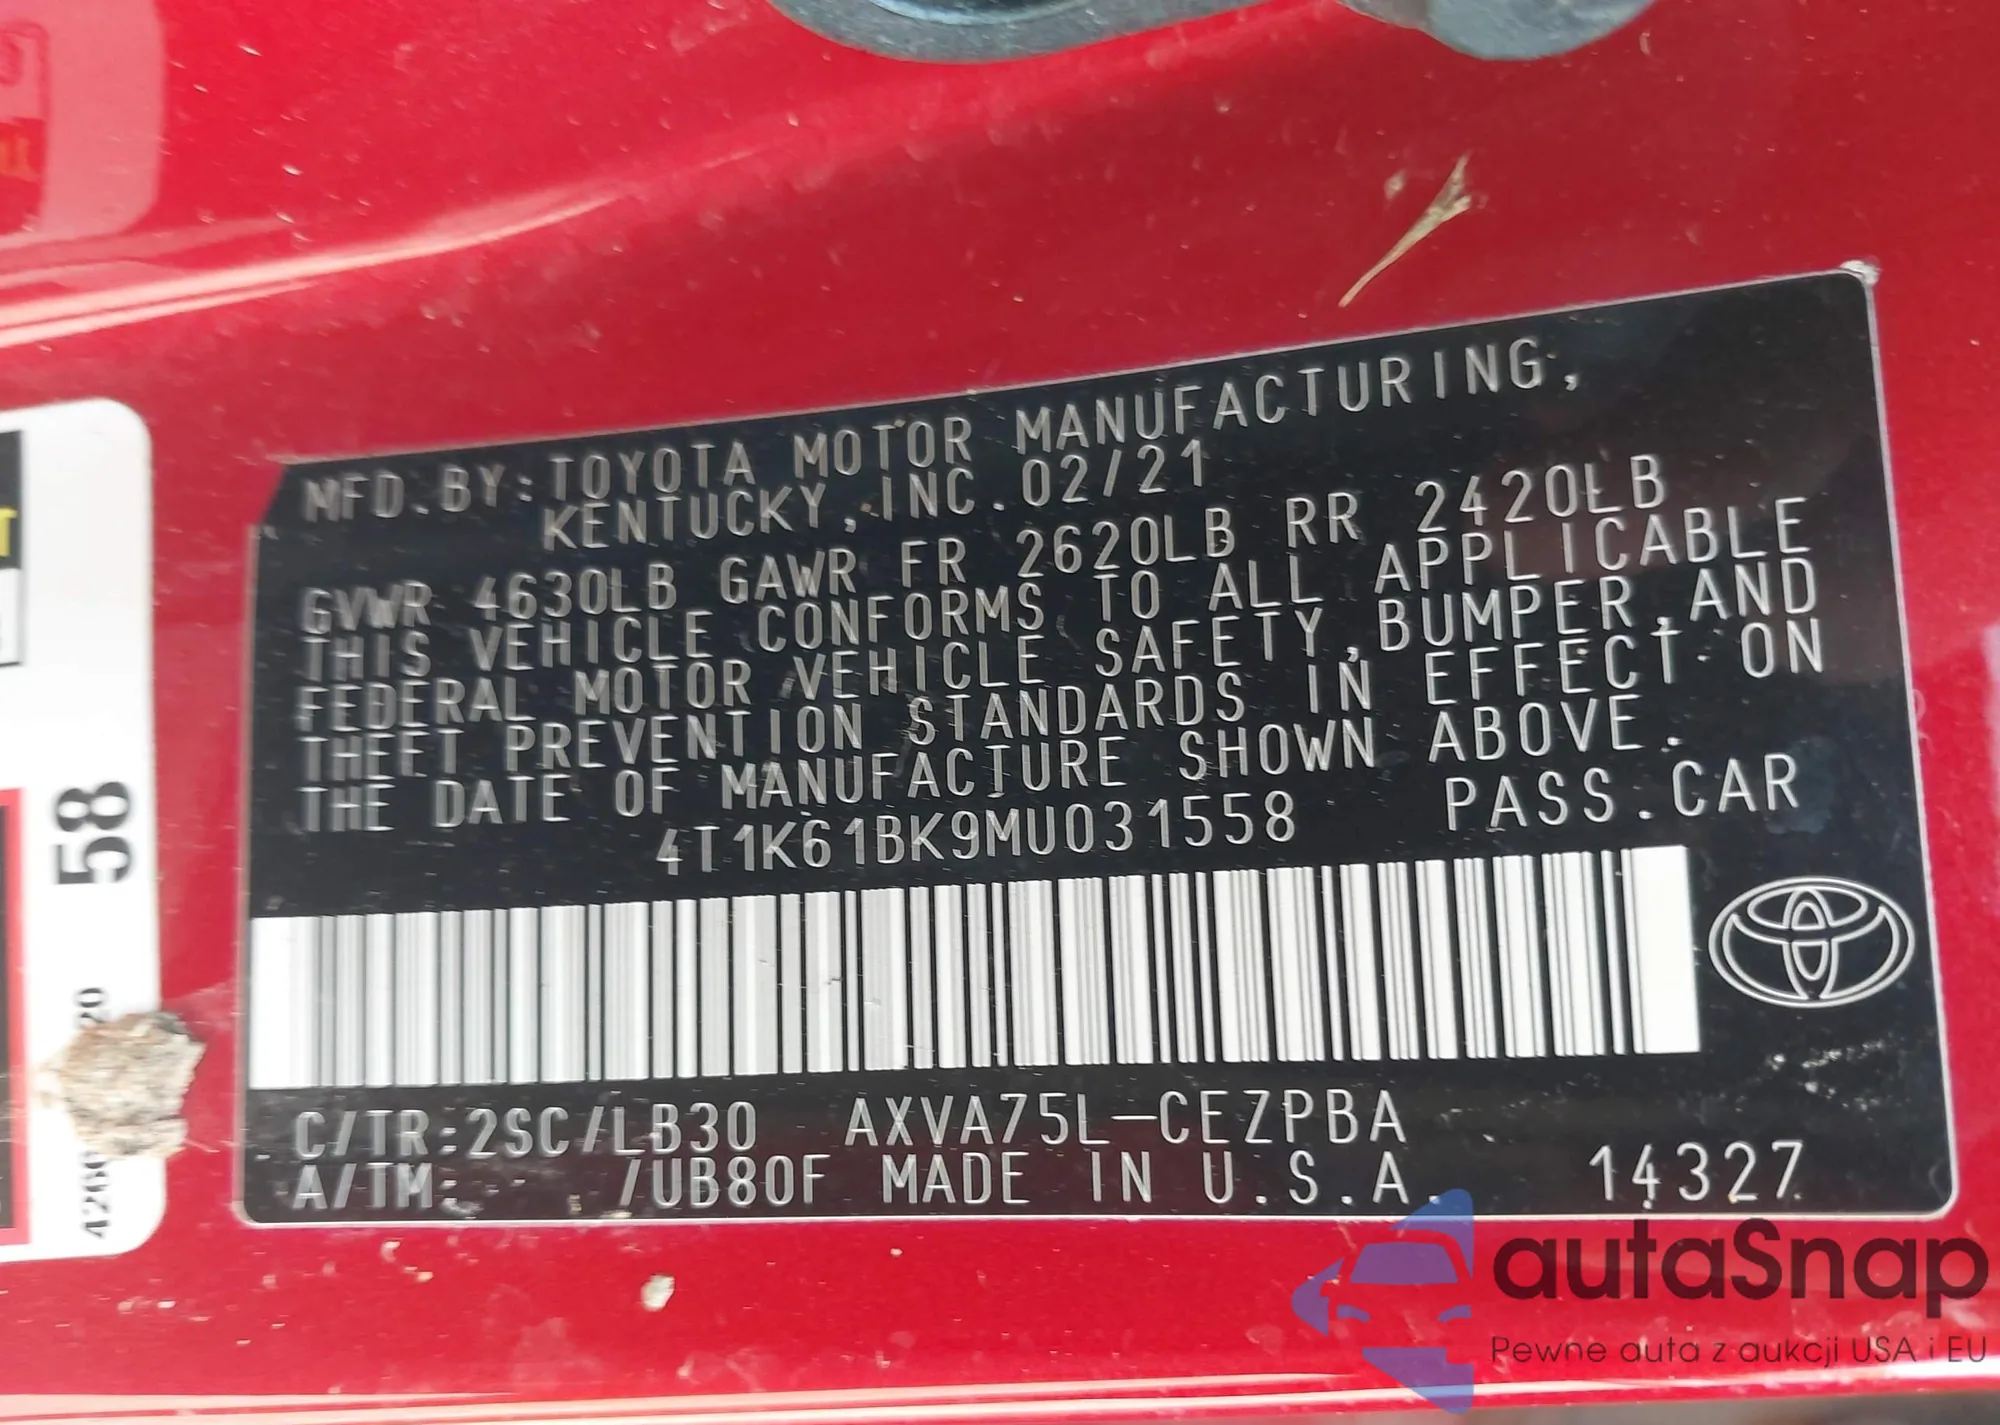 MFD.BY:TOYOTA MOTOR MANUFACTURING,
KENTUCKY,INC.02/21
GVWR 4630LB GAWR FR 2620LB RR 2420LB
THIS VEHICLE CONFORMS TO ALL APPLICABLE
FEDERAL MOTOR VEHICLE SAFETY,BUMPER,AND
THEFT PREVENTION STANDARDS IN EFFECT ON
THE DATE OF MANUFACTURE SHOWN ABOVE.
4T1K61BK9MU031558 PASS.CAR
C/TR:2SC/LB30 AXVA75L-CEZPBA
A/TM: /UB80F MADE IN U.S.A. 14327
58
autaSnap
Pewne auta z aukcji USA i EU